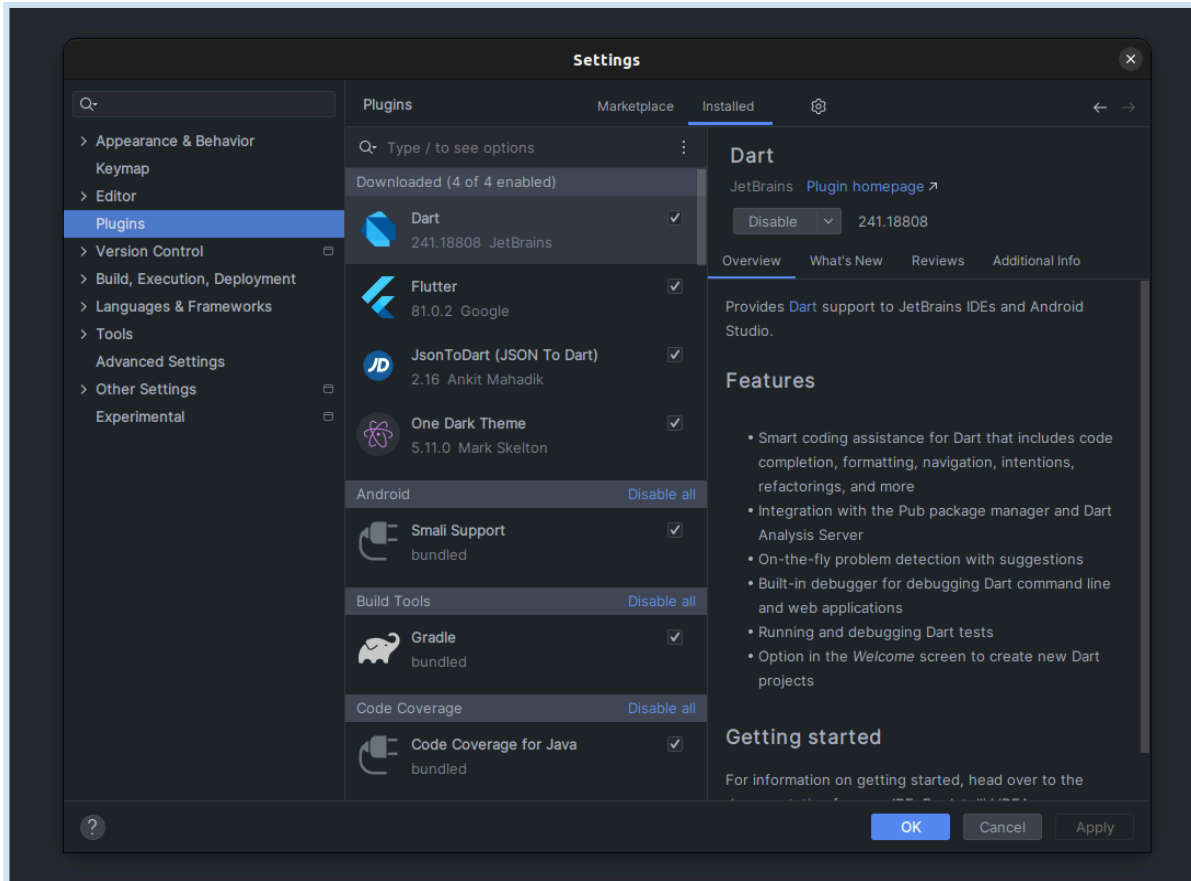 Settings
Appearance & Behavior
Keymap
Editor
Plugins
Version Control
Build, Execution, Deployment
Languages & Frameworks
Tools
Advanced Settings
Other Settings
Experimental
Plugins
Marketplace
Installed
Type / to see options
Downloaded (4 of 4 enabled)
Dart
241.18808 JetBrains
Flutter
81.0.2 Google
JD
JsonToDart (JSON To Dart)
2.16 Ankit Mahadik
One Dark Theme
5.11.0 Mark Skelton
Android Disable all
Smali Support
bundled
Build Tools Disable all
Gradle
bundled
Code Coverage Disable all
Code Coverage for Java
bundled
Dart
JetBrains Plugin homepage ↗
Disable 241.18808
Overview What's New Reviews Additional Info
Provides Dart support to JetBrains IDEs and Android
Studio.
Features
• Smart coding assistance for Dart that includes code
completion, formatting, navigation, intentions,
refactorings, and more
• Integration with the Pub package manager and Dart
Analysis Server
• On-the-fly problem detection with suggestions
• Built-in debugger for debugging Dart command line
and web applications
• Running and debugging Dart tests
• Option in the Welcome screen to create new Dart
projects
Getting started
For information on getting started, head over to the
?
OK Cancel Apply